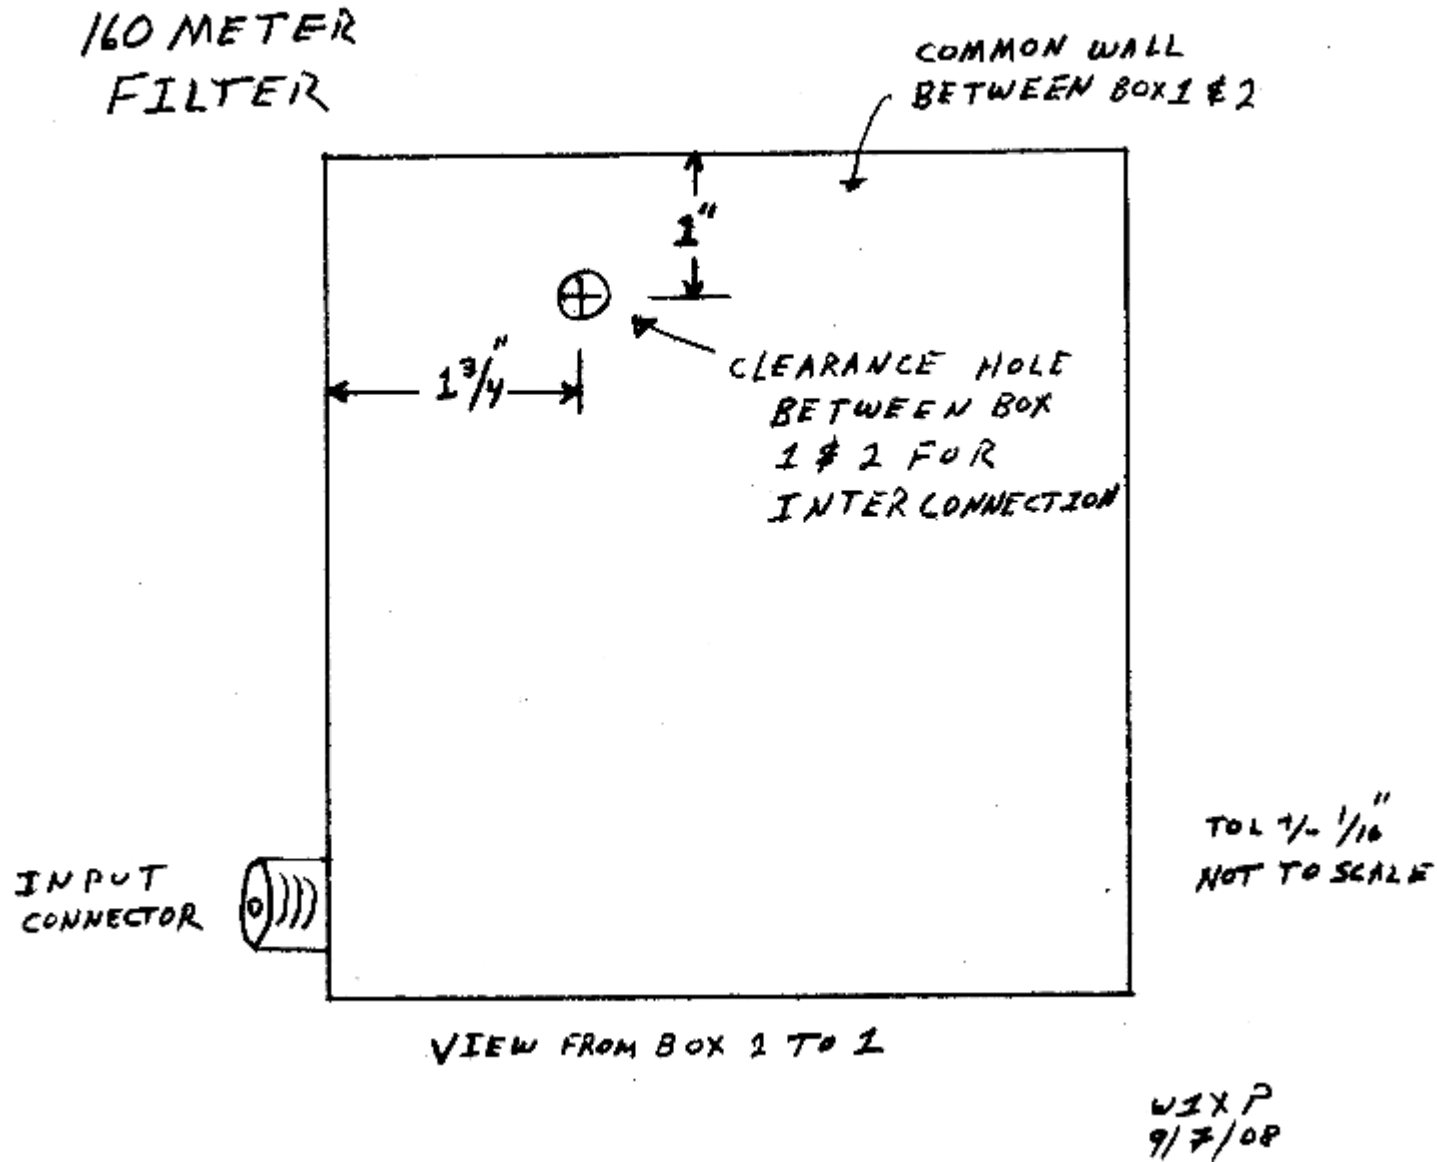 160 METER
FILTER
COMMON WALL
BETWEEN BOX 1 & 2
1"
1 3/4"
CLEARANCE HOLE
BETWEEN BOX
1 & 2 FOR
INTERCONNECTION
TOL +/- 1/16"
NOT TO SCALE
INPUT
CONNECTOR
VIEW FROM BOX 2 TO 1
W1XP
9/7/08